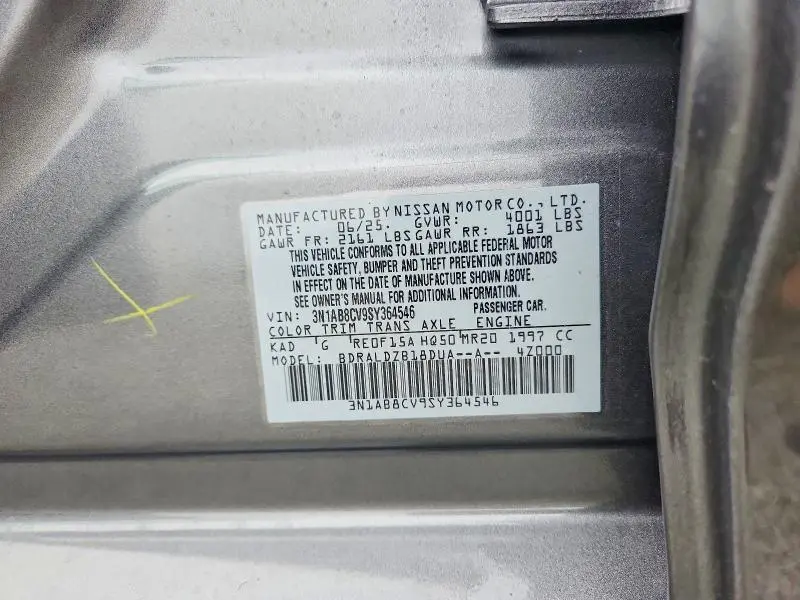 MANUFACTURED BY NISSAN MOTOR CO., LTD.
DATE: 06/25. GVWR: 4001 LBS
GAWR FR: 2161 LBS GAWR RR: 1863 LBS
THIS VEHICLE CONFORMS TO ALL APPLICABLE FEDERAL MOTOR
VEHICLE SAFETY, BUMPER AND THEFT PREVENTION STANDARDS
IN EFFECT ON THE DATE OF MANUFACTURE SHOWN ABOVE.
SEE OWNER'S MANUAL FOR ADDITIONAL INFORMATION.
VIN: 3N1AB8CV9SY364546 PASSENGER CAR.
COLOR TRIM TRANS AXLE ENGINE
KAD G RE0F15A HQ50 MR20 1997 CC
MODEL: BDRALDZB18DUA--A-- 4Z000
3N1AB8CV9SY364546